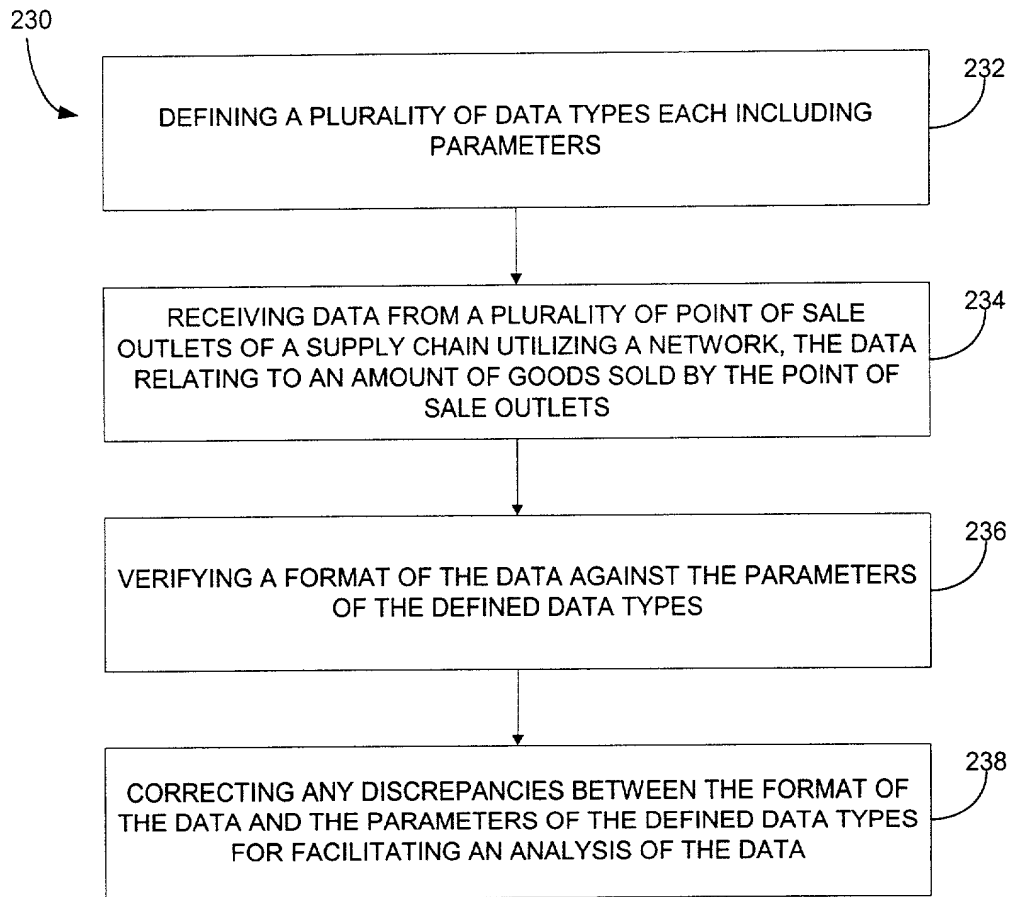 230
232
DEFINING A PLURALITY OF DATA TYPES EACH INCLUDING
PARAMETERS
234
RECEIVING DATA FROM A PLURALITY OF POINT OF SALE
OUTLETS OF A SUPPLY CHAIN UTILIZING A NETWORK, THE DATA
RELATING TO AN AMOUNT OF GOODS SOLD BY THE POINT OF
SALE OUTLETS
236
VERIFYING A FORMAT OF THE DATA AGAINST THE PARAMETERS
OF THE DEFINED DATA TYPES
238
CORRECTING ANY DISCREPANCIES BETWEEN THE FORMAT OF
THE DATA AND THE PARAMETERS OF THE DEFINED DATA TYPES
FOR FACILITATING AN ANALYSIS OF THE DATA